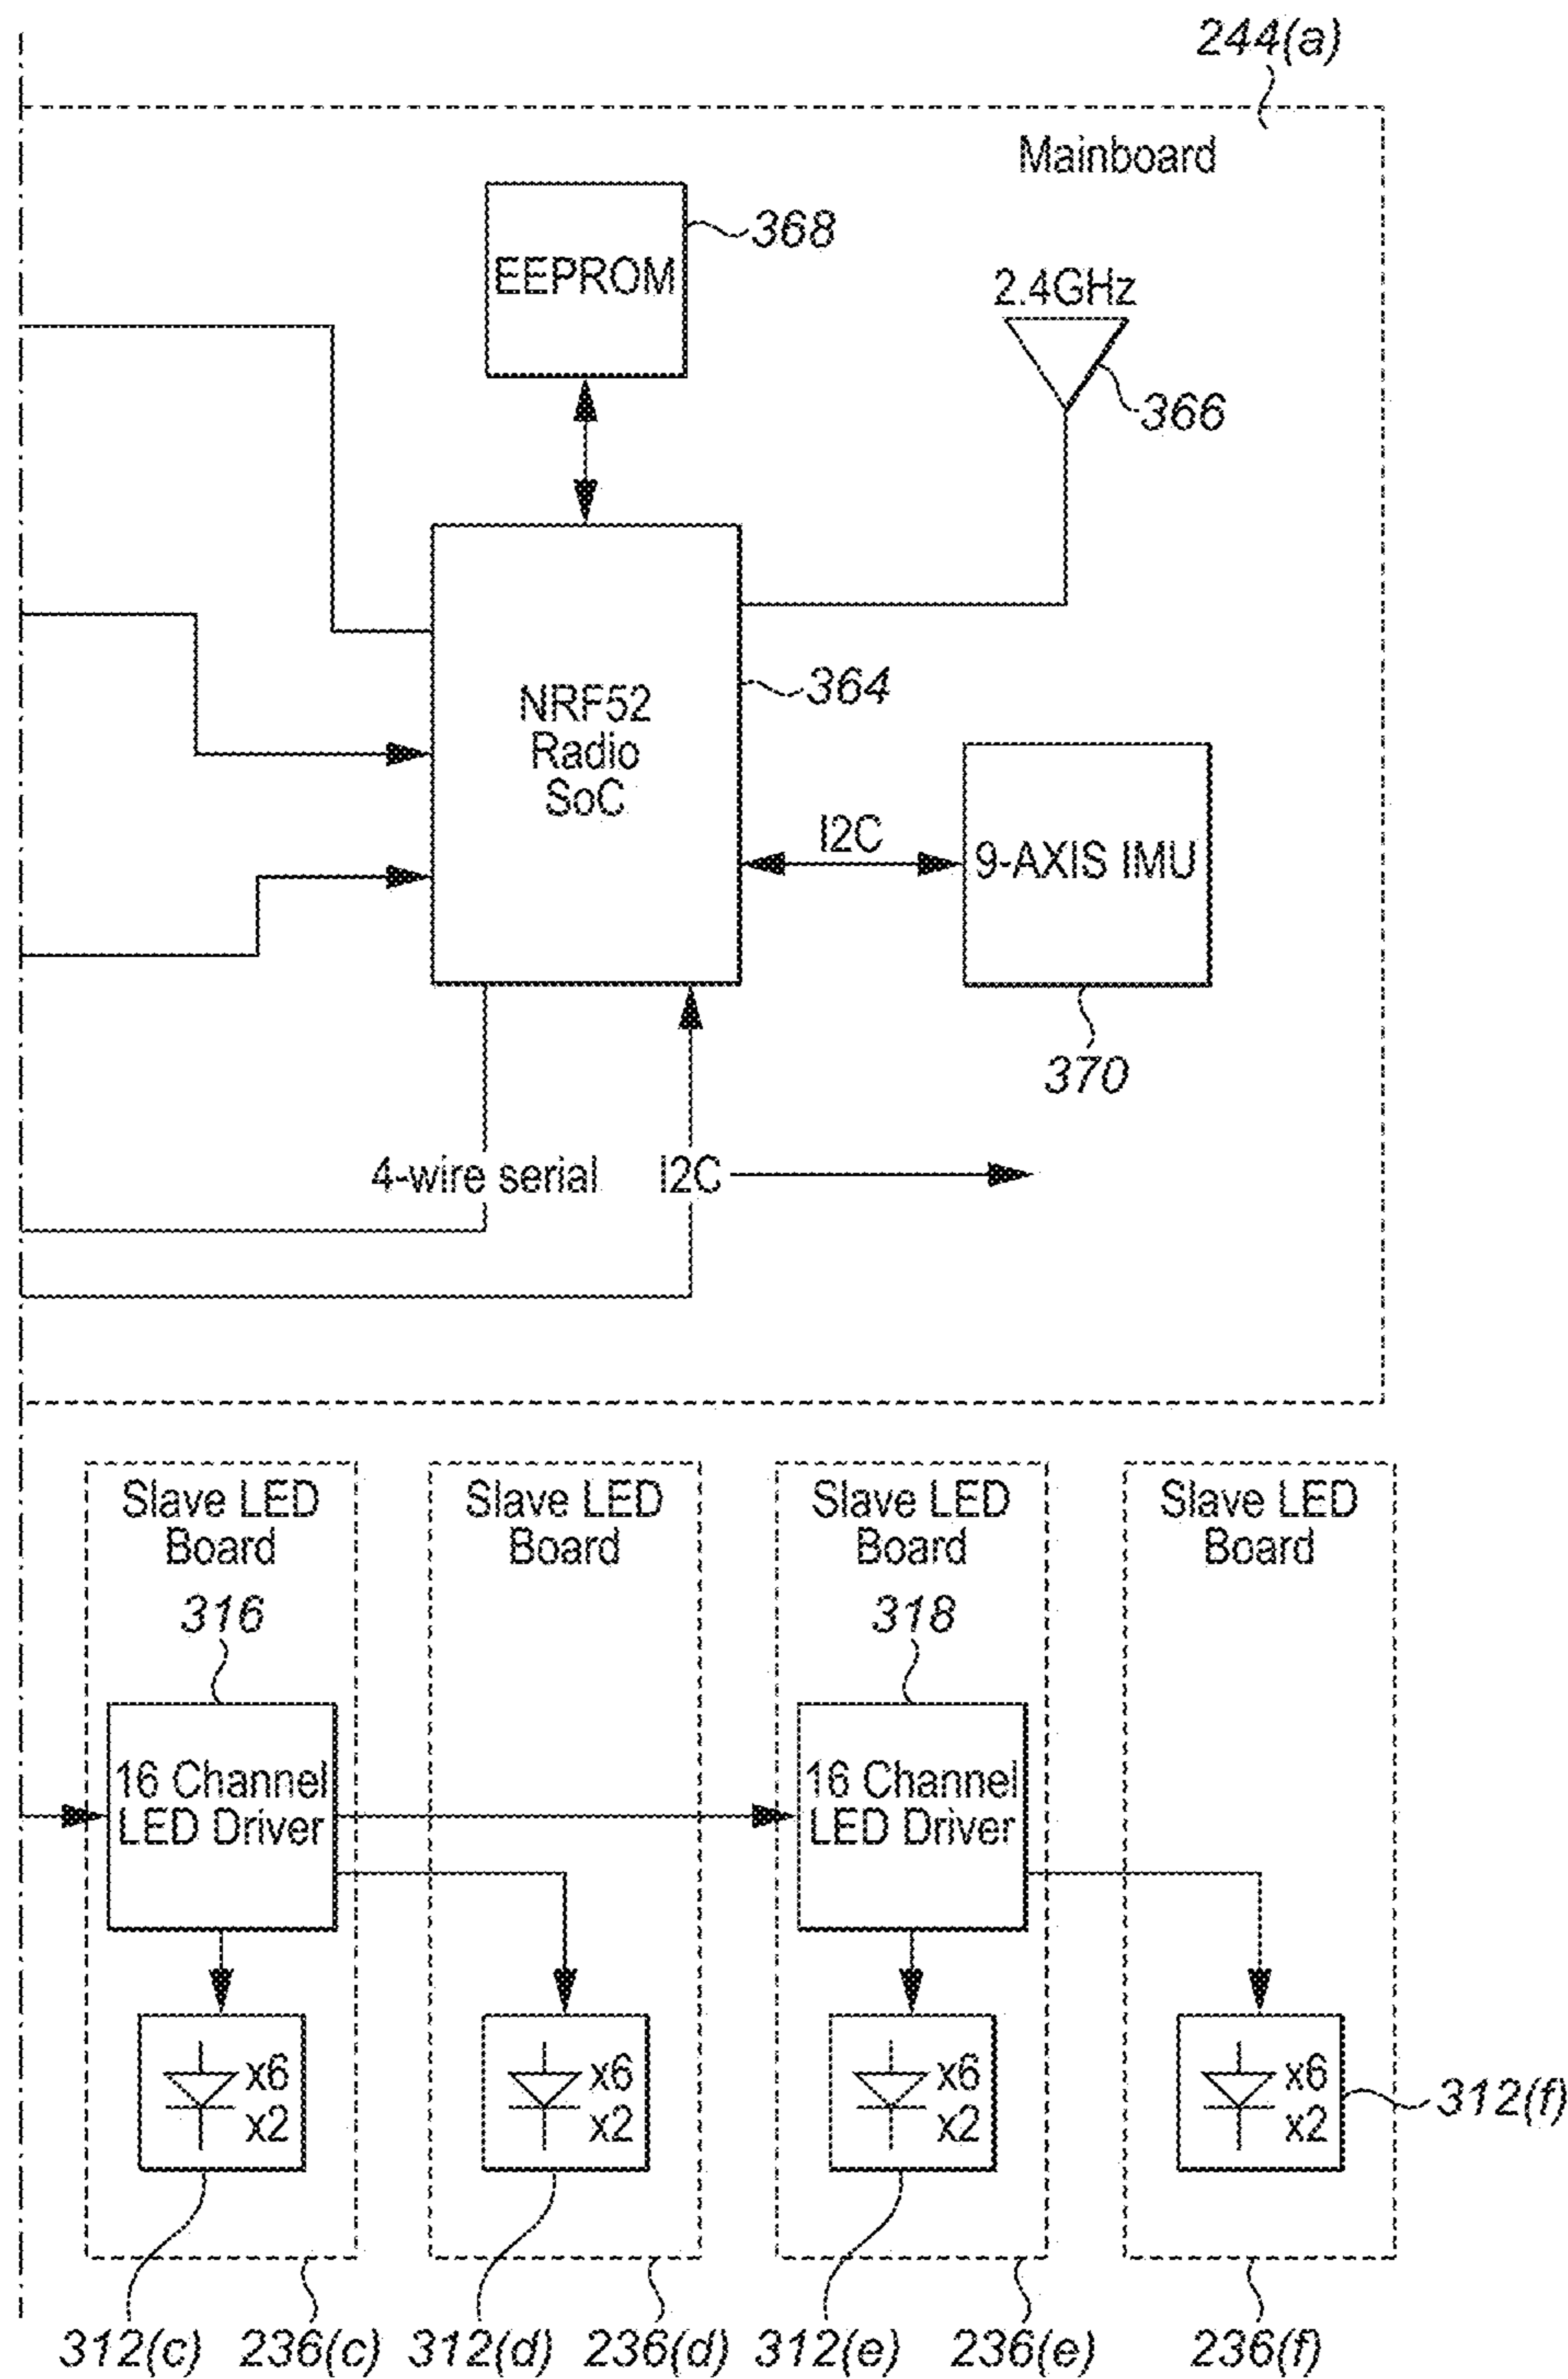 244(a)
Mainboard
368
EEPROM
2.4GHz
366
364
NRF52
Radio
SoC
I2C
9-AXIS IMU
370
4-wire serial
I2C
Slave LED
Board
Slave LED
Board
Slave LED
Board
Slave LED
Board
316
318
16 Channel
LED Driver
16 Channel
LED Driver
x6
x2
x6
x2
x6
x2
x6
x2
312(f)
312(c)
236(c)
312(d)
236(d)
312(e)
236(e)
236(f)